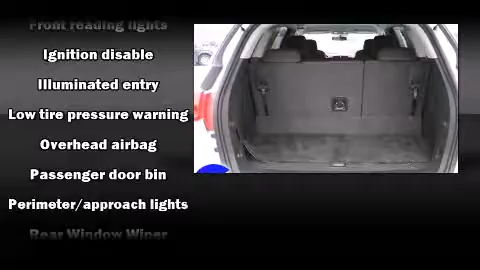 Front reading lights
Ignition disable
Illuminated entry
Low tire pressure warning
Overhead airbag
Passenger door bin
Perimeter/approach lights
Rear Window Wiper